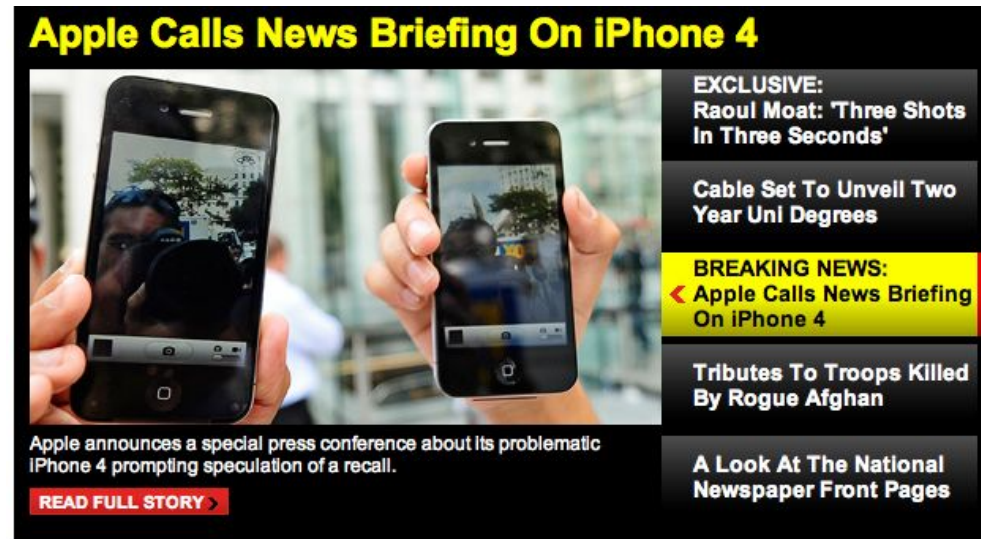 Apple Calls News Briefing On iPhone 4
Apple announces a special press conference about its problematic
iPhone 4 prompting speculation of a recall.
READ FULL STORY
EXCLUSIVE:
Raoul Moat: 'Three Shots
In Three Seconds'
Cable Set To Unveil Two
Year Uni Degrees
BREAKING NEWS:
Apple Calls News Briefing
On iPhone 4
Tributes To Troops Killed
By Rogue Afghan
A Look At The National
Newspaper Front Pages